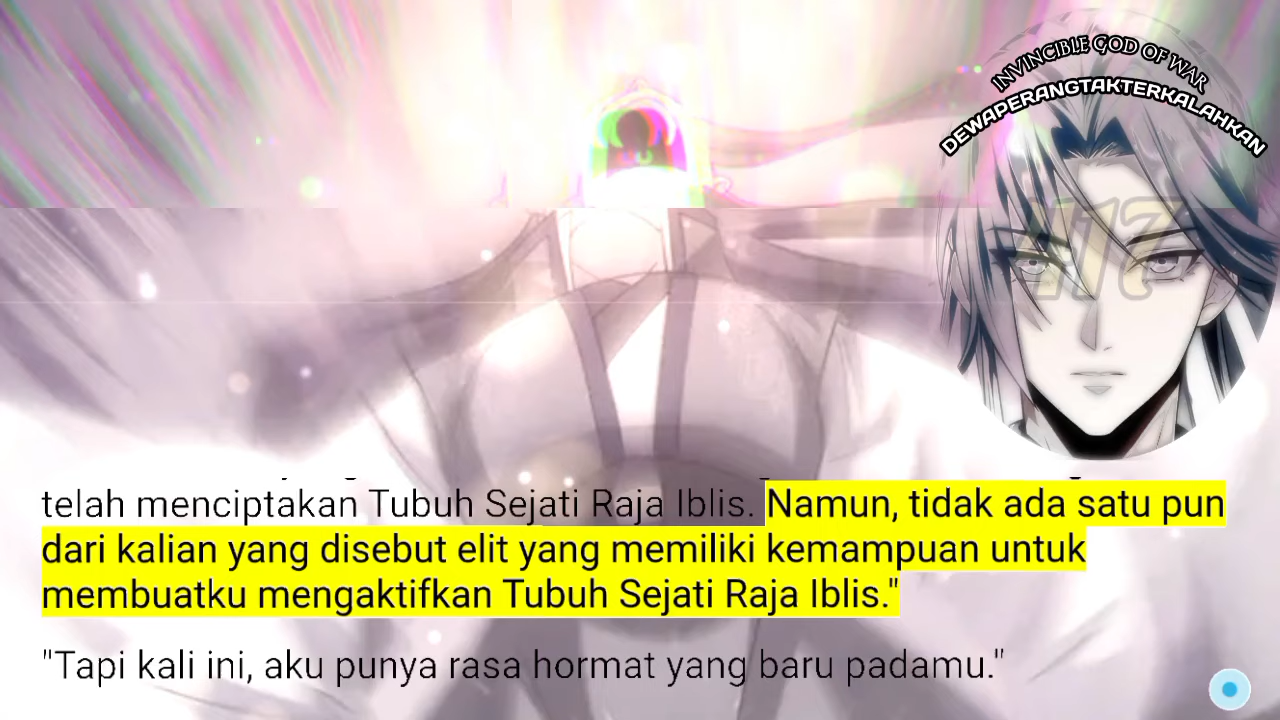 INVINCIBLE GOD OF WAR
DEWAPERANGTAKTERKALAHKAN
417
telah menciptakan Tubuh Sejati Raja Iblis. Namun, tidak ada satu pun
dari kalian yang disebut elit yang memiliki kemampuan untuk
membuatku mengaktifkan Tubuh Sejati Raja Iblis."
"Tapi kali ini, aku punya rasa hormat yang baru padamu."